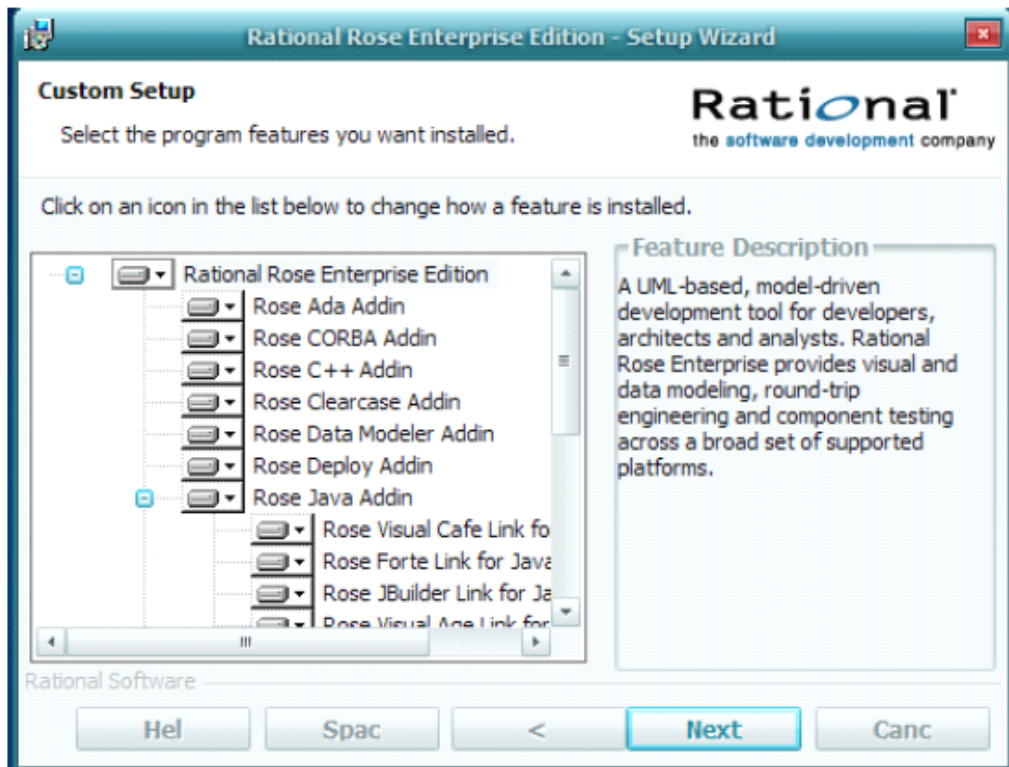 Rational Rose Enterprise Edition - Setup Wizard
Custom Setup
Select the program features you want installed.
Rational
the software development company
Click on an icon in the list below to change how a feature is installed.
Rational Rose Enterprise Edition
Rose Ada Addin
Rose CORBA Addin
Rose C++ Addin
Rose Clearcase Addin
Rose Data Modeler Addin
Rose Deploy Addin
Rose Java Addin
Rose Visual Cafe Link fo
Rose Forte Link for Java
Rose JBuilder Link for Ja
Rose Visual Age Link for
Feature Description
A UML-based, model-driven
development tool for developers,
architects and analysts. Rational
Rose Enterprise provides visual and
data modeling, round-trip
engineering and component testing
across a broad set of supported
platforms.
Rational Software
Hel
Spac
<
Next
Canc